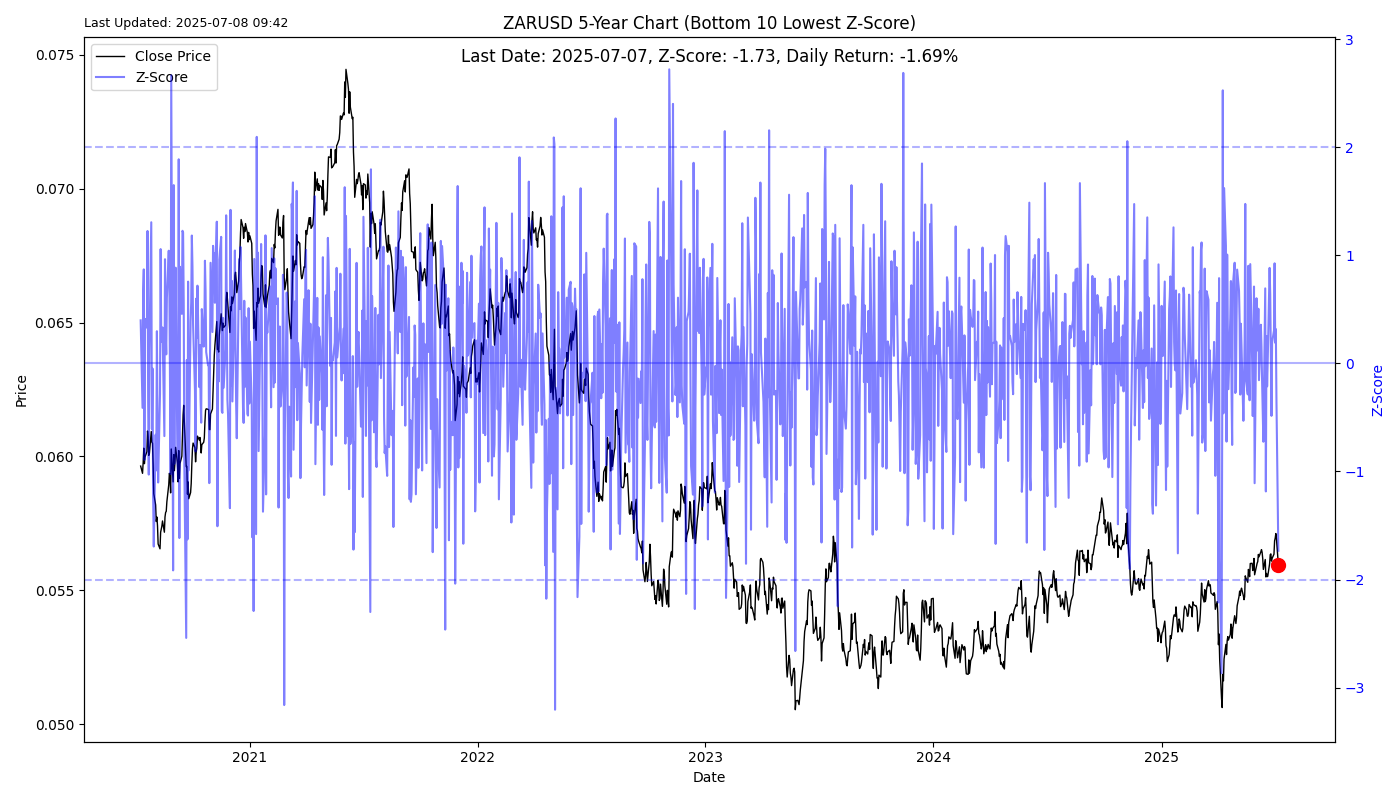 Last Updated: 2025-07-08 09:42
ZARUSD 5-Year Chart (Bottom 10 Lowest Z-Score)
Last Date: 2025-07-07, Z-Score: -1.73, Daily Return: -1.69%
Close Price
Z-Score
0.075
0.070
0.065
0.060
0.055
0.050
Price
3
2
1
0
−1
−2
−3
Z-Score
2021
2022
2023
2024
2025
Date